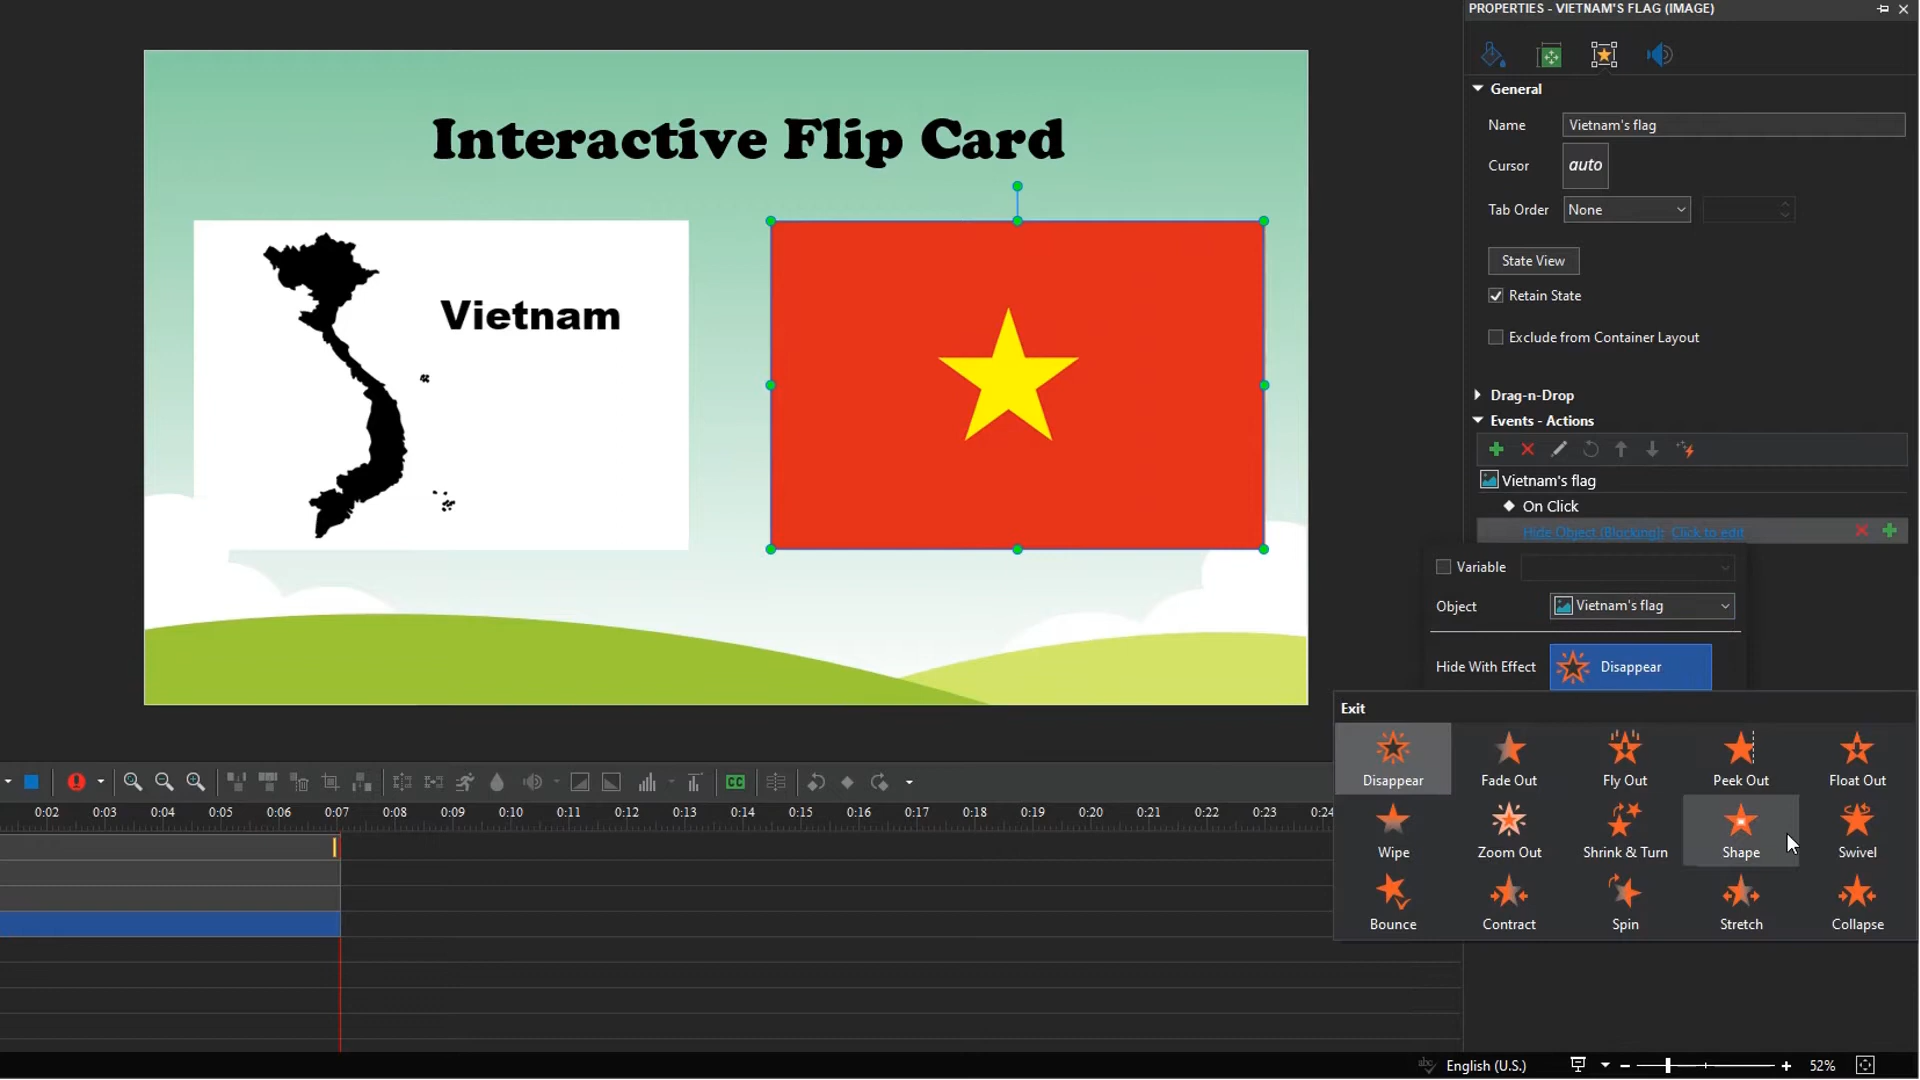 PROPERTIES - VIETNAM'S FLAG (IMAGE)
General
Name Vietnam's flag
Cursor auto
Tab Order None
State View
Retain State
Exclude from Container Layout
Drag-n-Drop
Events - Actions
Vietnam's flag
On Click
Hide Object (Blocking): Click to edit
Variable
Object Vietnam's flag
Hide With Effect Disappear
Exit
Disappear Fade Out Fly Out Peek Out Float Out
Wipe Zoom Out Shrink & Turn Shape Swivel
Bounce Contract Spin Stretch Collapse
Interactive Flip Card
Vietnam
CC
0:02 0:03 0:04 0:05 0:06 0:07 0:08 0:09 0:10 0:11 0:12 0:13 0:14 0:15 0:16 0:17 0:18 0:19 0:20 0:21 0:22 0:23 0:24
abc English (U.S.) 52%